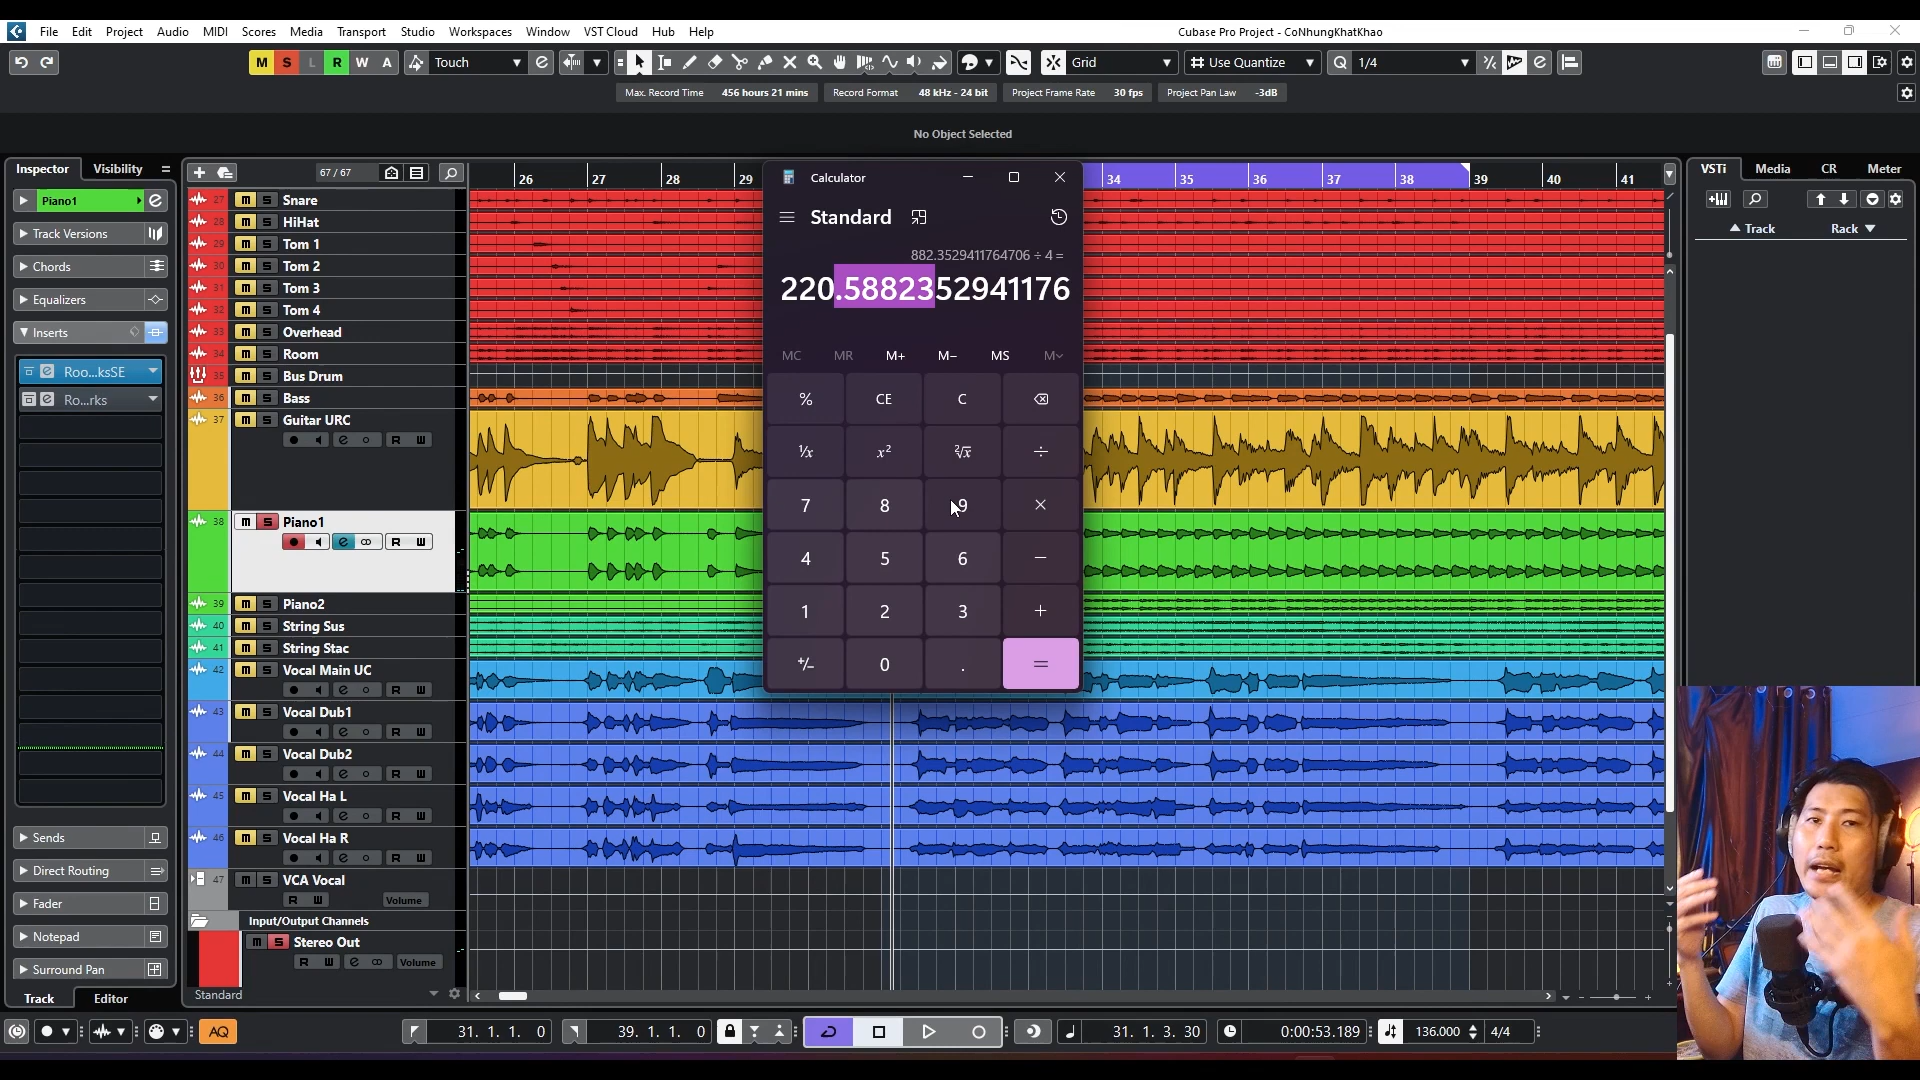 File Edit Project Audio MIDI Scores Media Transport Studio Workspaces Window VST Cloud Hub Help
Cubase Pro Project - CoNhungKhatKhao
M S L R W A Touch Grid Use Quantize Q 1/4
Max. Record Time 456 hours 21 mins Record Format 48 kHz - 24 bit Project Frame Rate 30 fps Project Pan Law -3dB
No Object Selected
Inspector Visibility
Piano1
Track Versions
Chords
Equalizers
Inserts
Roo...ksSE
Ro...rks
Sends
Direct Routing
Fader
Notepad
Surround Pan
Track Editor
67 / 67
26 27 28 29 34 35 36 37 38 39 40 41
27 m S Snare
28 m S HiHat
29 m S Tom 1
30 m S Tom 2
31 m S Tom 3
32 m S Tom 4
33 m S Overhead
34 m S Room
35 m S Bus Drum
36 m S Bass
37 m S Guitar URC
R W
38 m S Piano1
R W
39 m S Piano2
40 m S String Sus
41 m S String Stac
42 m S Vocal Main UC
R W
43 m S Vocal Dub1
R W
44 m S Vocal Dub2
R W
45 m S Vocal Ha L
R W
46 m S Vocal Ha R
R W
47 m S VCA Vocal
R W Volume
Input/Output Channels
m S Stereo Out
R W Volume
Standard
Calculator
Standard
882.3529411764706 ÷ 4 =
220.5882352941176
MC MR M+ M- MS M
% CE C
¹/x x² ²√x ÷
7 8 9 ×
4 5 6 −
1 2 3 +
+/− 0 . =
VSTi Media CR Meter
Track Rack
AQ 31. 1. 1. 0 39. 1. 1. 0 31. 1. 3. 30 0:00:53.189 136.000 4/4